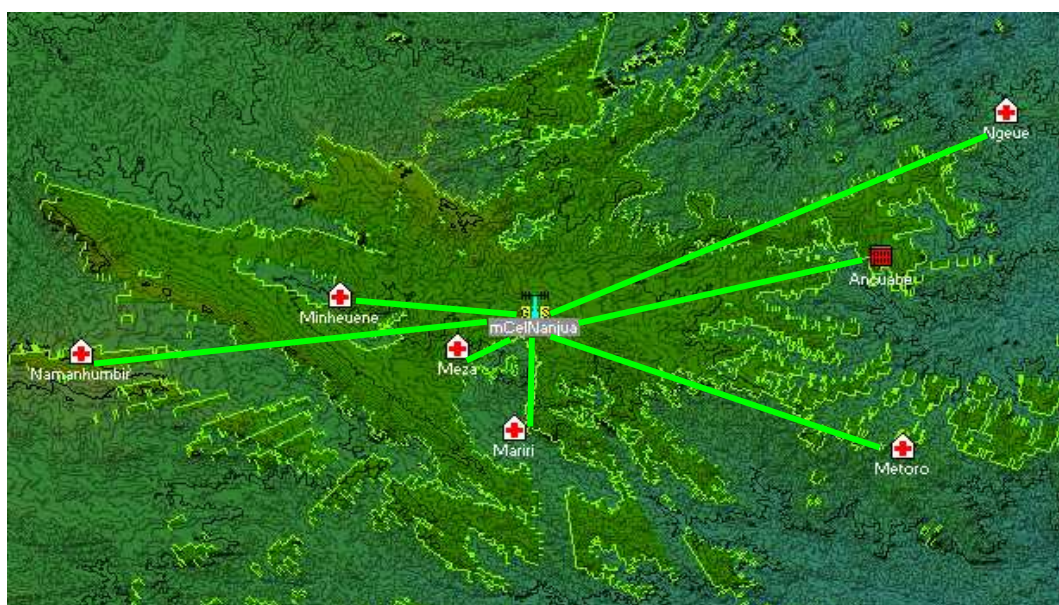 Ngeue
Ancuabe
Minheuene
mCelNanjua
Namanhumbir
Meza
Mariri
Metoro